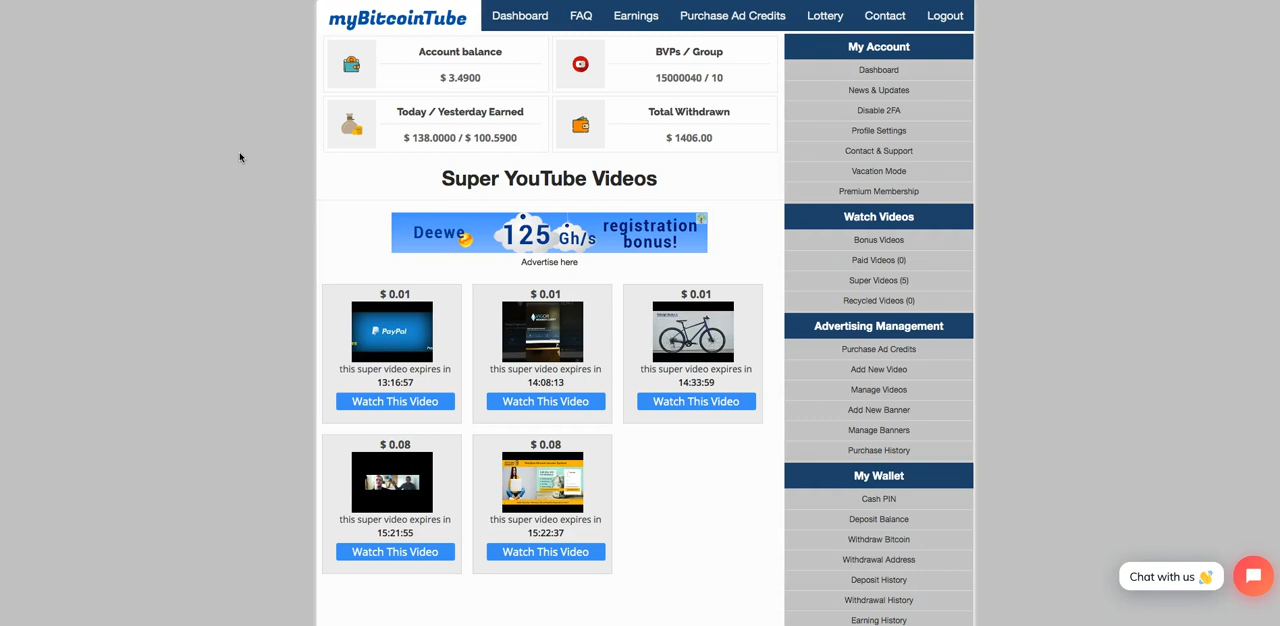 myBitcoinTube
Dashboard FAQ Earnings Purchase Ad Credits Lottery Contact Logout
Account balance
$ 3.4900
BVPs / Group
15000040 / 10
Today / Yesterday Earned
$ 138.0000 / $ 100.5900
Total Withdrawn
$ 1406.00
Super YouTube Videos
Deewe
125 Gh/s
registration
bonus!
Advertise here
$ 0.01
PayPal
this super video expires in
13:16:57
Watch This Video
$ 0.01
this super video expires in
14:08:13
Watch This Video
$ 0.01
this super video expires in
14:33:59
Watch This Video
$ 0.08
this super video expires in
15:21:55
Watch This Video
$ 0.08
this super video expires in
15:22:37
Watch This Video
My Account
Dashboard
News & Updates
Disable 2FA
Profile Settings
Contact & Support
Vacation Mode
Premium Membership
Watch Videos
Bonus Videos
Paid Videos (0)
Super Videos (5)
Recycled Videos (0)
Advertising Management
Purchase Ad Credits
Add New Video
Manage Videos
Add New Banner
Manage Banners
Purchase History
My Wallet
Cash PIN
Deposit Balance
Withdraw Bitcoin
Withdrawal Address
Deposit History
Withdrawal History
Earning History
Chat with us 👋